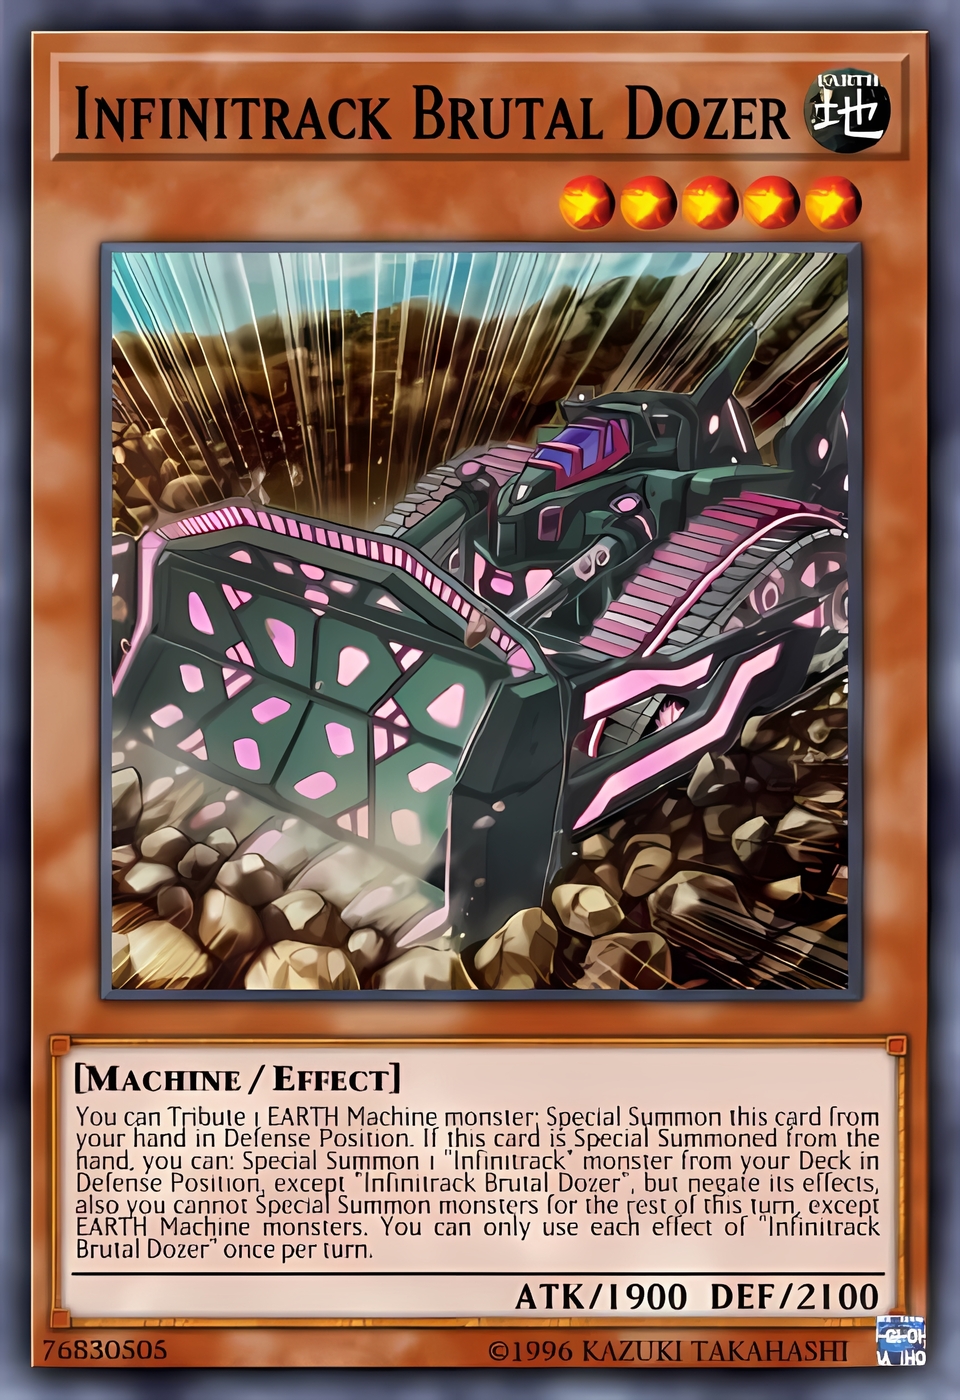 INFINITRACK BRUTAL DOZER
EARTH
地
[MACHINE / EFFECT]
You can Tribute 1 EARTH Machine monster; Special Summon this card from
your hand in Defense Position. If this card is Special Summoned from the
hand, you can: Special Summon 1 "Infinitrack" monster from your Deck in
Defense Position, except "Infinitrack Brutal Dozer", but negate its effects,
also you cannot Special Summon monsters for the rest of this turn, except
EARTH Machine monsters. You can only use each effect of "Infinitrack
Brutal Dozer" once per turn.
ATK/1900 DEF/2100
76830505
©1996 KAZUKI TAKAHASHI